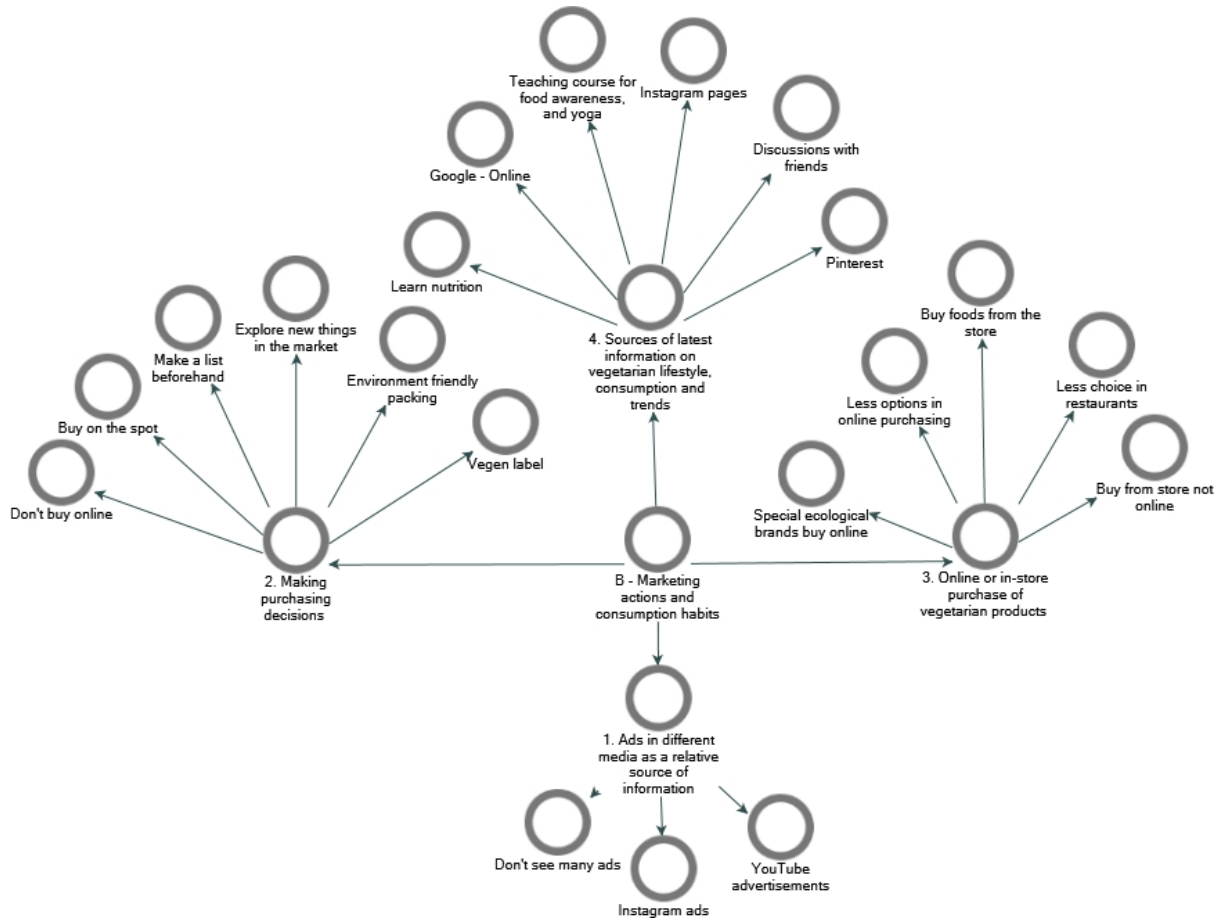 Teaching course for
food awareness,
and yoga
Instagram pages
Discussions with
friends
Google - Online
Pinterest
Learn nutrition
4. Sources of latest
information on
vegetarian lifestyle,
consumption and
trends
Buy foods from the
store
Explore new things
in the market
Make a list
beforehand
Environment friendly
packing
Buy on the spot
Vegen label
Don't buy online
Less options in
online purchasing
Less choice in
restaurants
Special ecological
brands buy online
Buy from store not
online
2. Making
purchasing
decisions
B - Marketing
actions and
consumption habits
3. Online or in-store
purchase of
vegetarian products
1. Ads in different
media as a relative
source of
information
Don't see many ads
Instagram ads
YouTube
advertisements